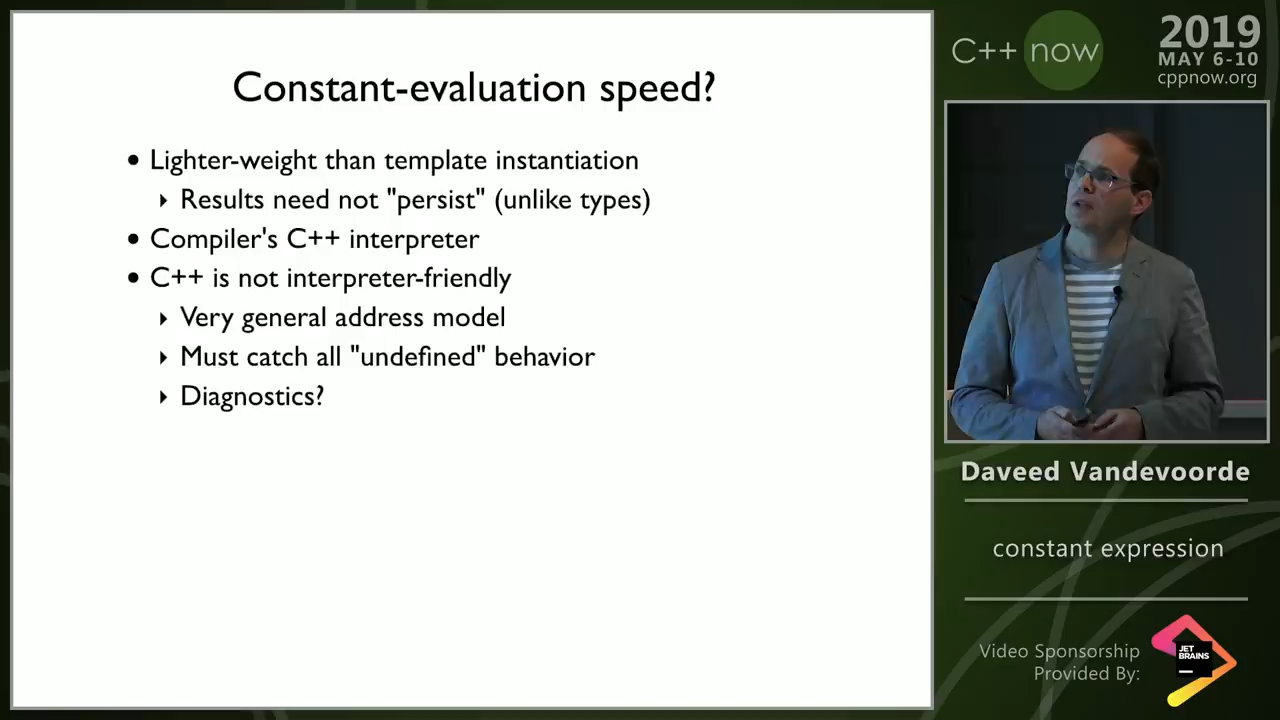 Constant-evaluation speed?
• Lighter-weight than template instantiation
‣ Results need not "persist" (unlike types)
• Compiler's C++ interpreter
• C++ is not interpreter-friendly
‣ Very general address model
‣ Must catch all "undefined" behavior
‣ Diagnostics?
C++ now
2019
MAY 6-10
cppnow.org
Daveed Vandevoorde
constant expression
Video Sponsorship
Provided By:
JET
BRAINS